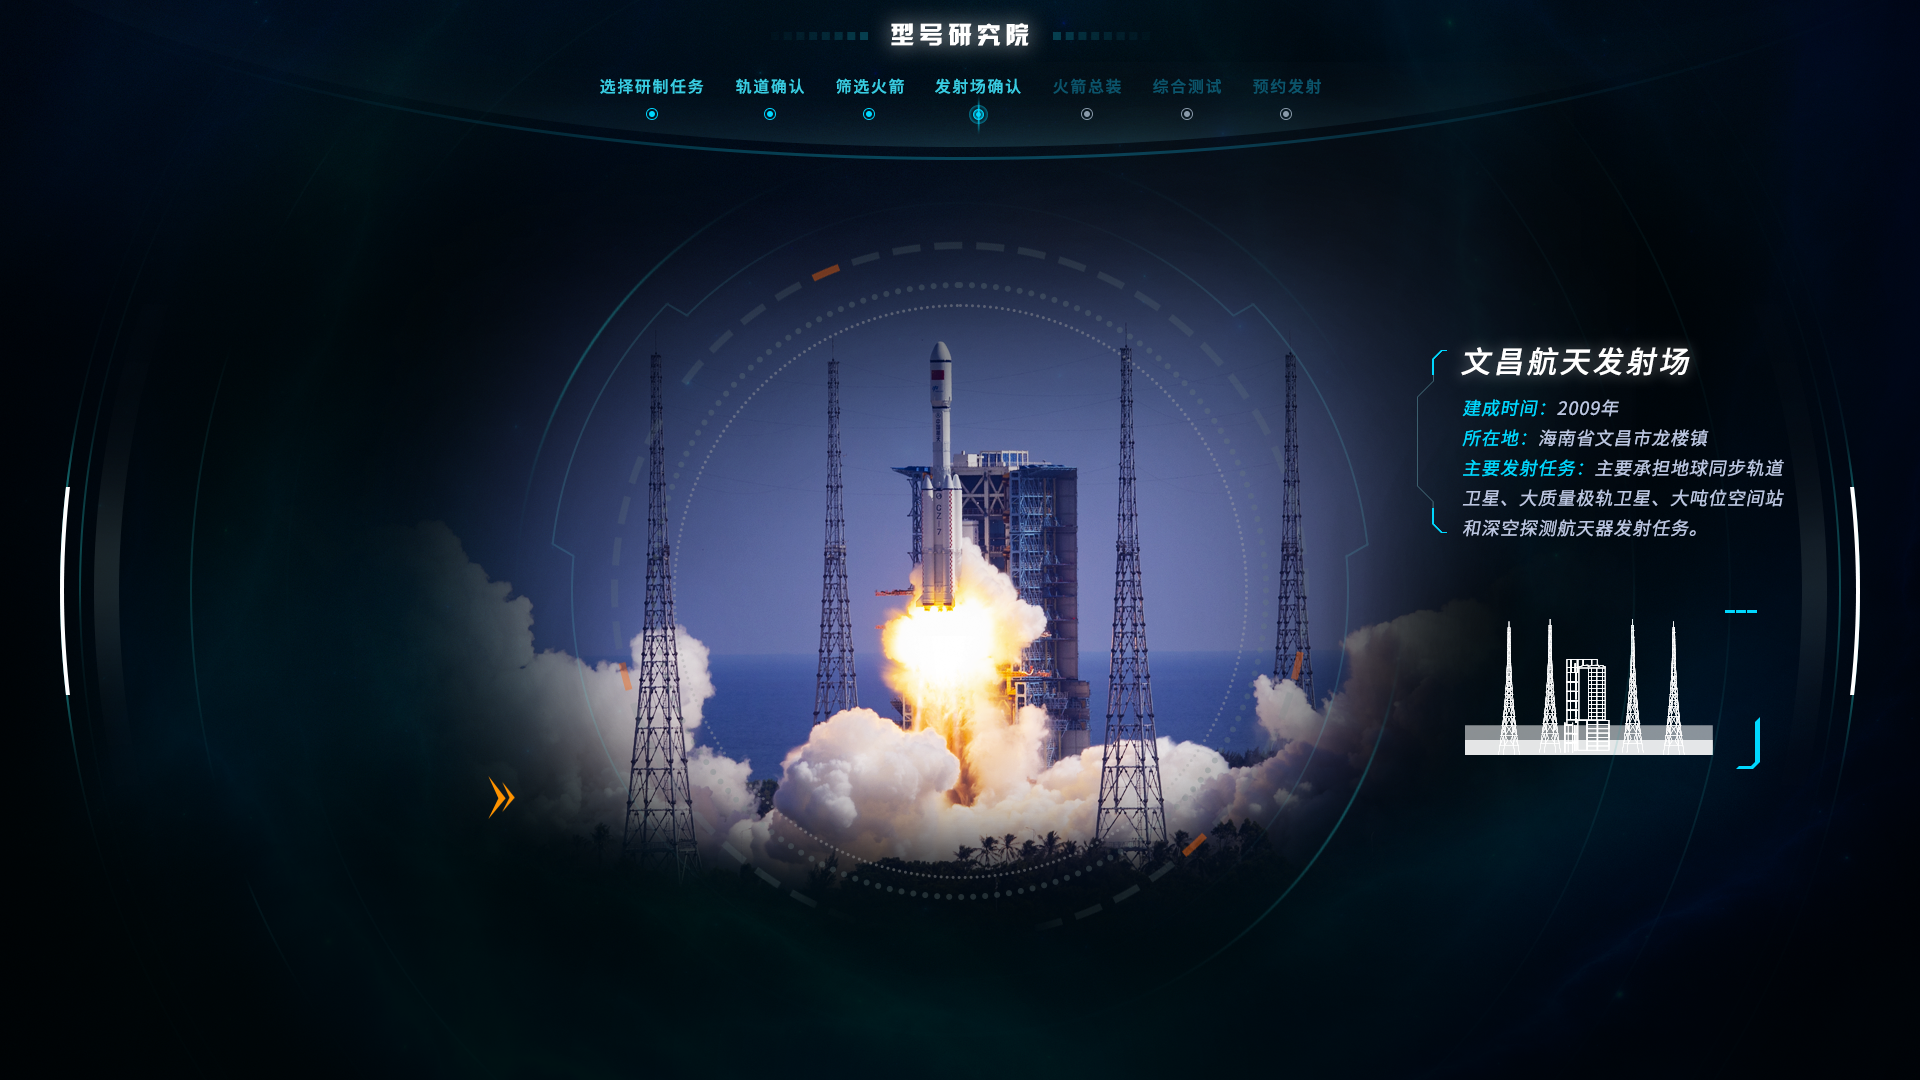 型号研究院
选择研制任务 轨道确认 筛选火箭 发射场确认 火箭总装 综合测试 预约发射
文昌航天发射场
建成时间：2009年
所在地：海南省文昌市龙楼镇
主要发射任务：主要承担地球同步轨道
卫星、大质量极轨卫星、大吨位空间站
和深空探测航天器发射任务。
CZ-7